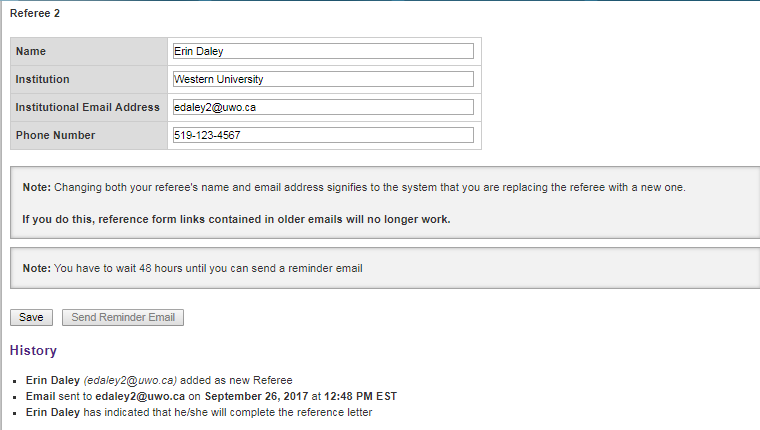 Referee 2
Name Erin Daley
Institution Western University
Institutional Email Address edaley2@uwo.ca
Phone Number 519-123-4567
Note: Changing both your referee's name and email address signifies to the system that you are replacing the referee with a new one.
If you do this, reference form links contained in older emails will no longer work.
Note: You have to wait 48 hours until you can send a reminder email
Save Send Reminder Email
History
Erin Daley (edaley2@uwo.ca) added as new Referee
Email sent to edaley2@uwo.ca on September 26, 2017 at 12:48 PM EST
Erin Daley has indicated that he/she will complete the reference letter